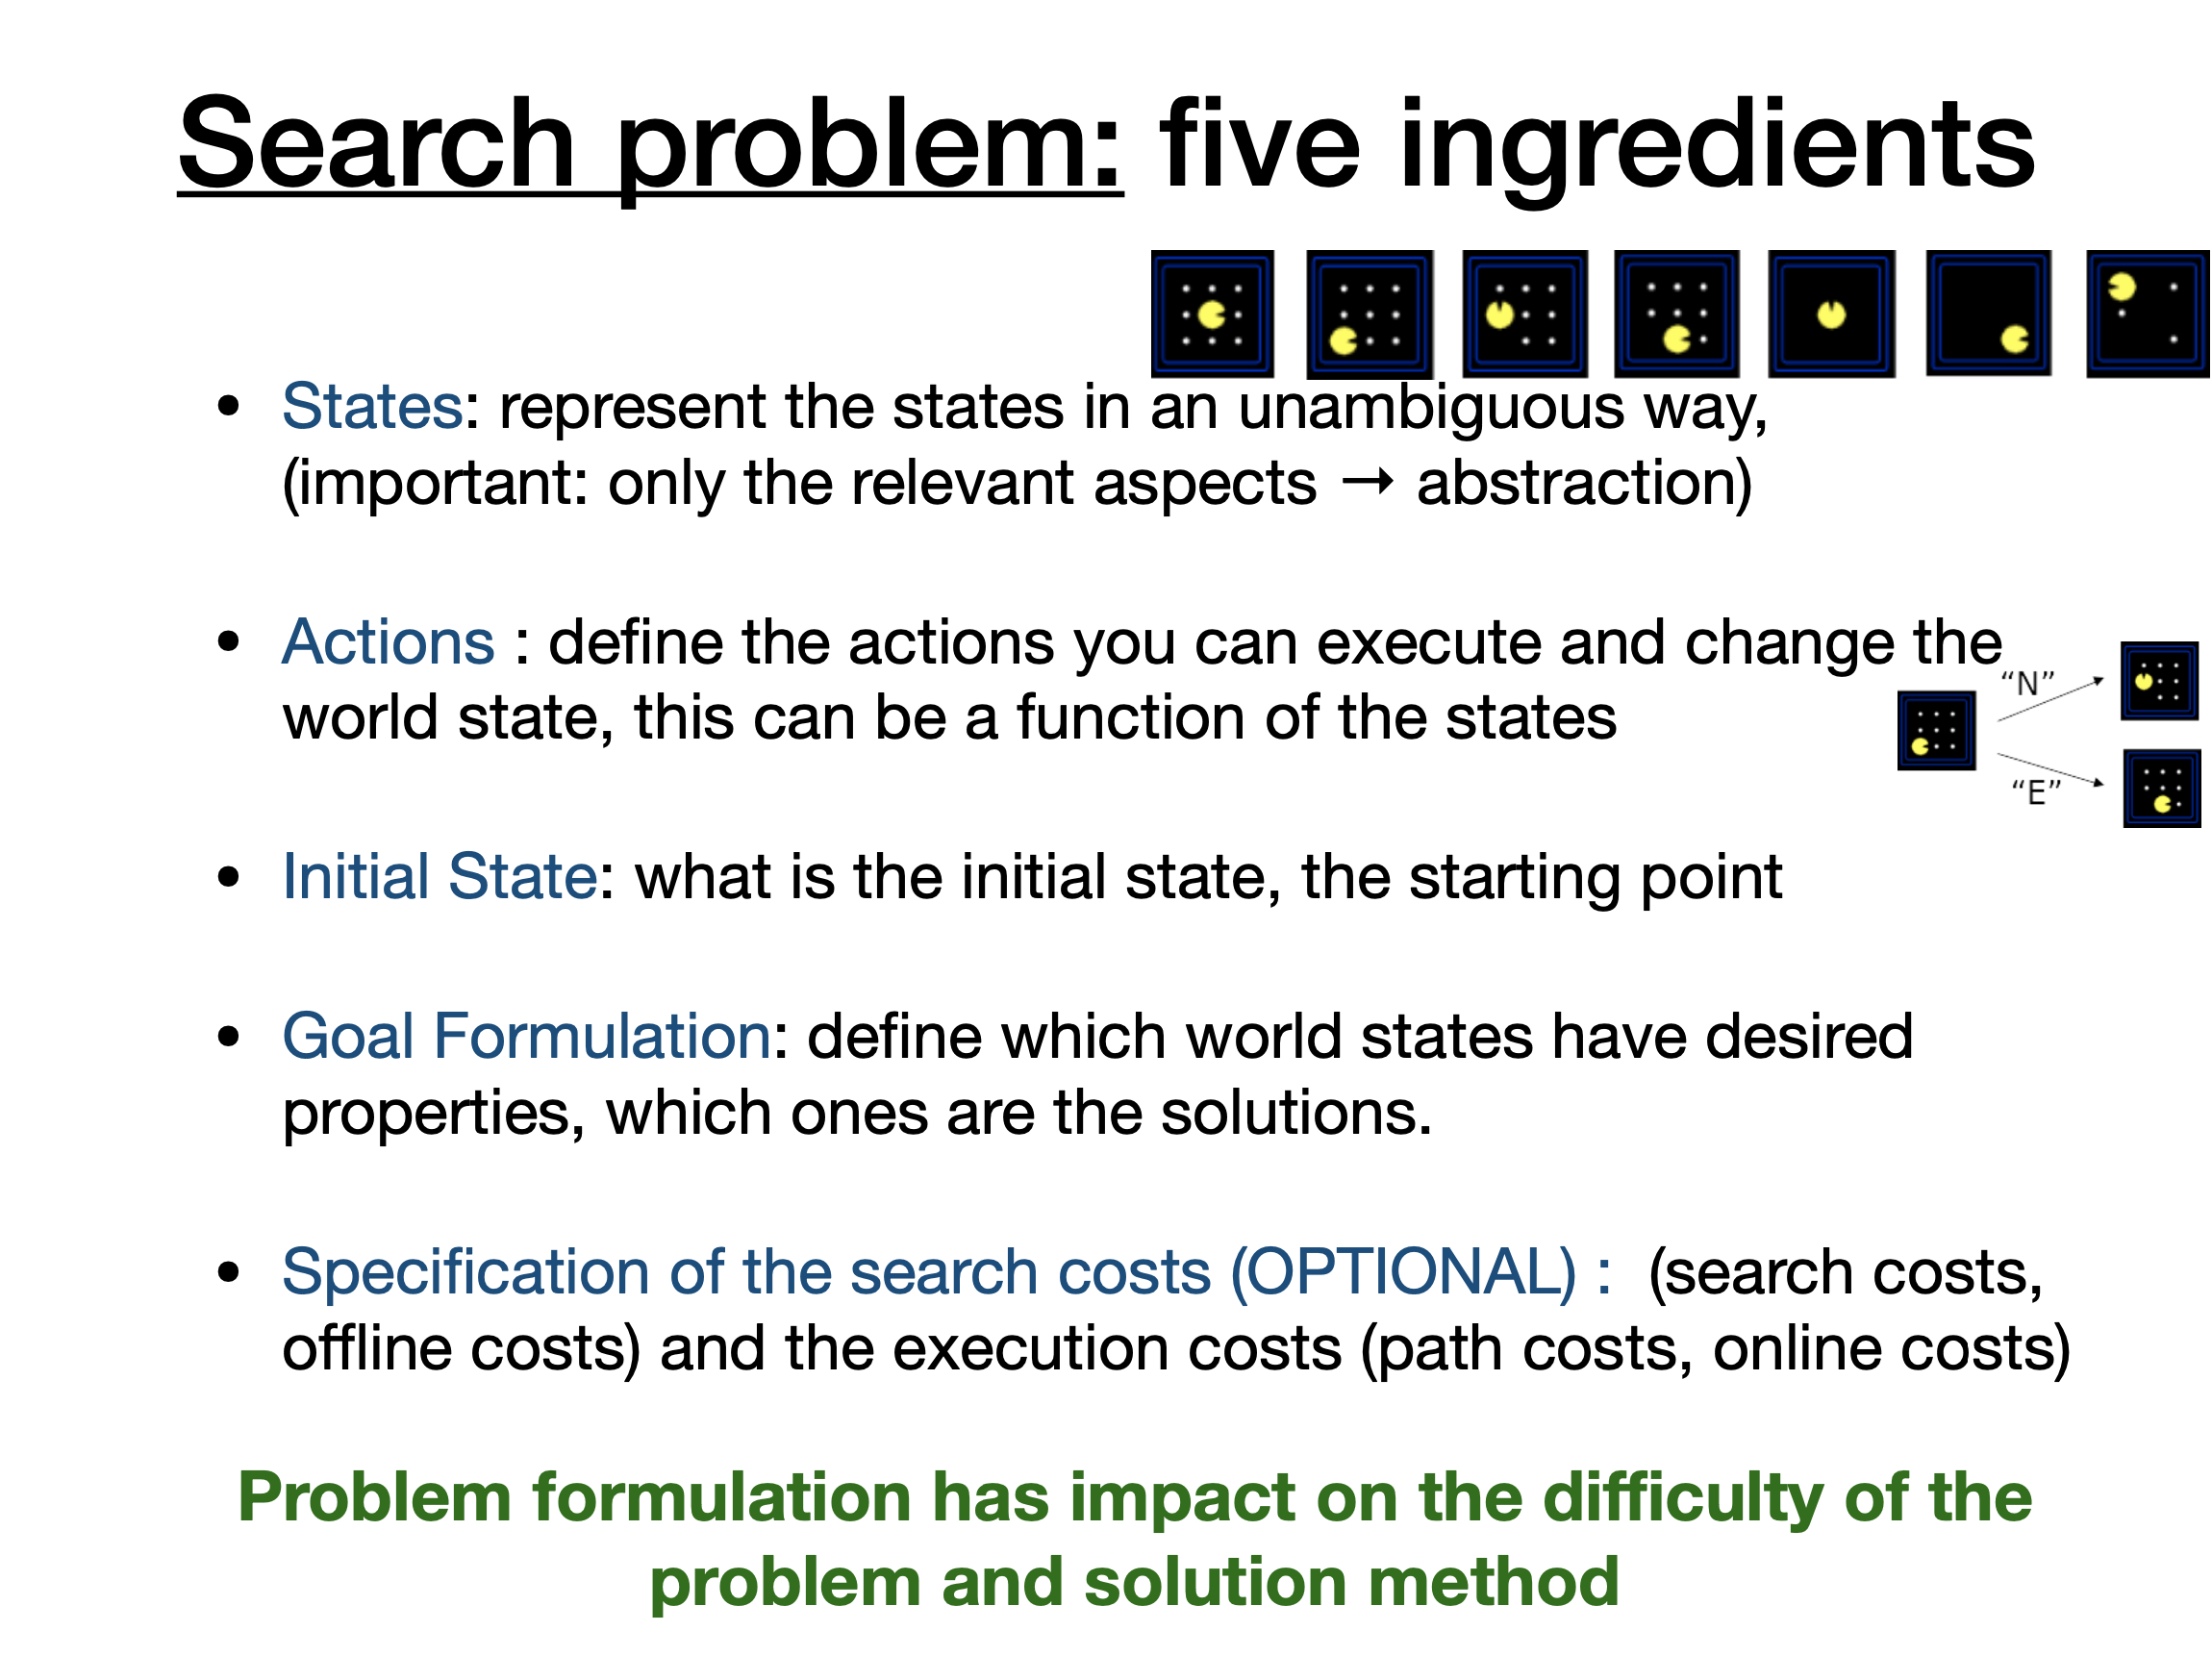 Search problem: five ingredients
• States: represent the states in an unambiguous way,
(important: only the relevant aspects → abstraction)
• Actions : define the actions you can execute and change the
world state, this can be a function of the states
“N”
“E”
• Initial State: what is the initial state, the starting point
• Goal Formulation: define which world states have desired
properties, which ones are the solutions.
• Specification of the search costs (OPTIONAL) : (search costs,
offline costs) and the execution costs (path costs, online costs)
Problem formulation has impact on the difficulty of the
problem and solution method